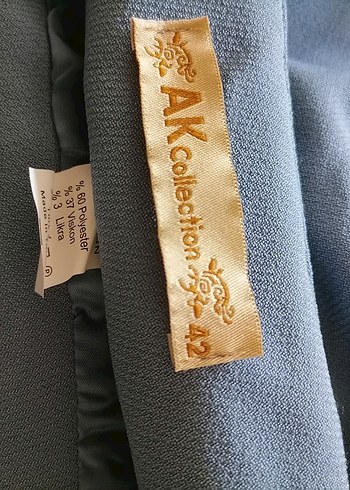 AK Collection 42
% 60 Polyester
% 37 Viskon
% 3 Likra